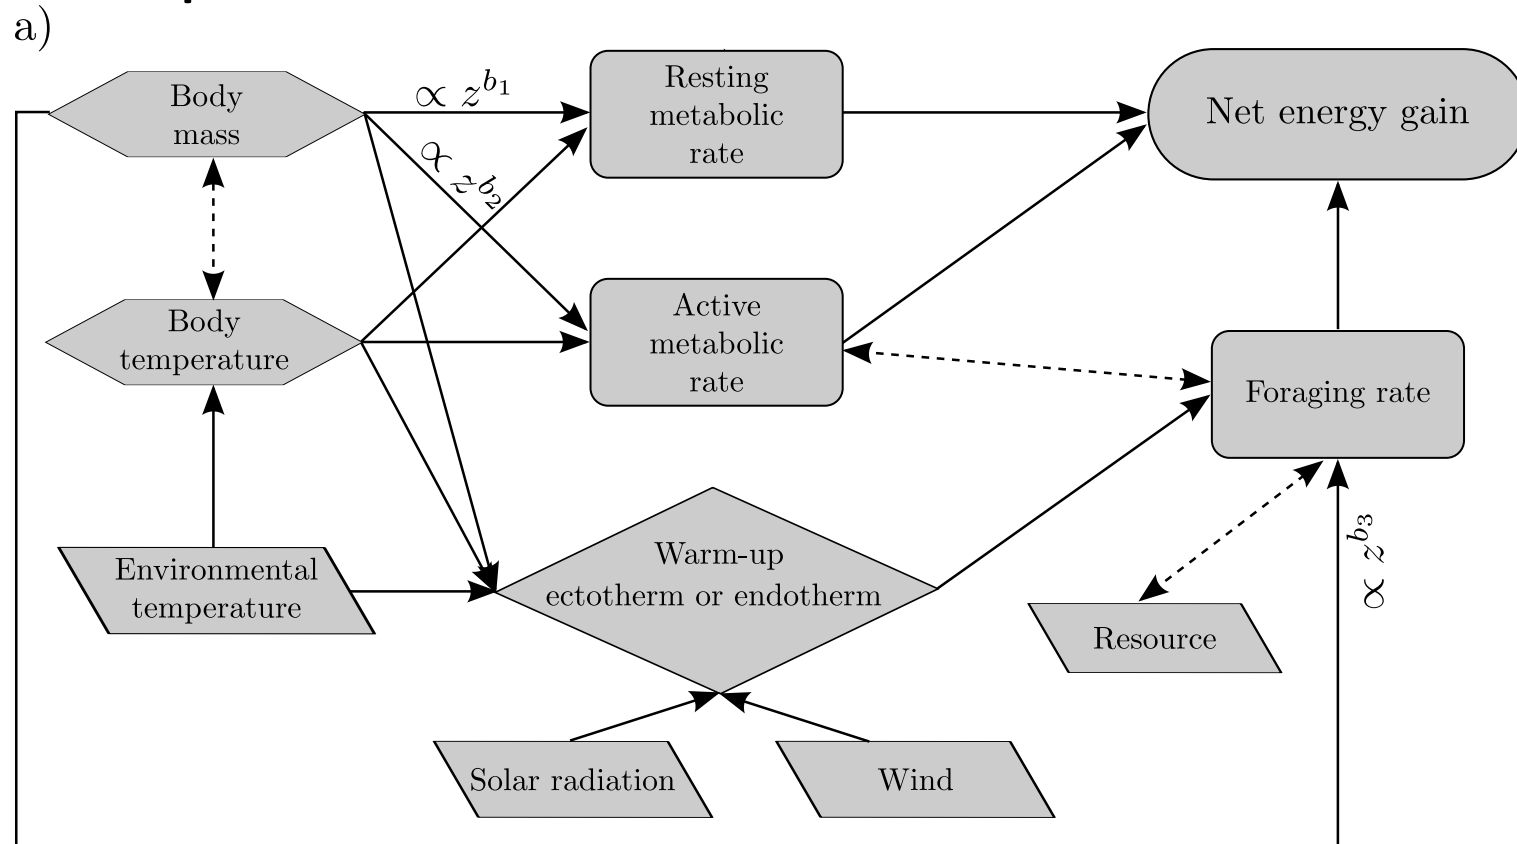 a)
Body
mass
∝ z^{b_1}
∝ z^{b_2}
Resting
metabolic
rate
Net energy gain
Body
temperature
Active
metabolic
rate
Foraging rate
Environmental
temperature
Warm-up
ectotherm or endotherm
∝ z^{b_3}
Resource
Solar radiation
Wind